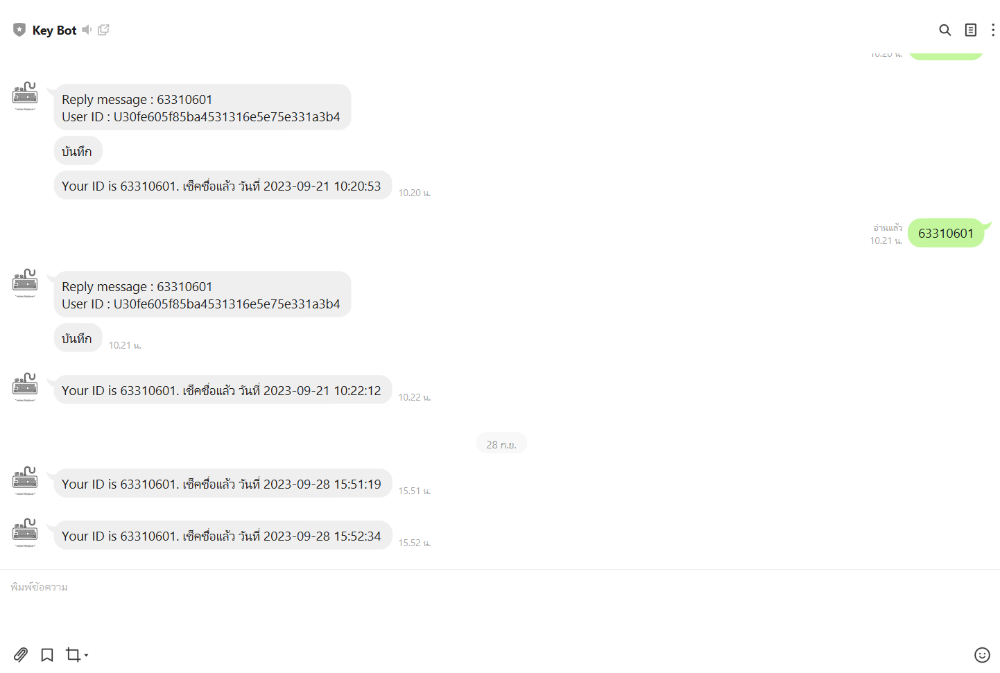 Key Bot
10.20 น.
Reply message : 63310601
User ID : U30fe605f85ba4531316e5e75e331a3b4
บันทึก
Your ID is 63310601. เช็คชื่อแล้ว วันที่ 2023-09-21 10:20:53
10.20 น.
อ่านแล้ว
10.21 น.
63310601
Reply message : 63310601
User ID : U30fe605f85ba4531316e5e75e331a3b4
บันทึก
10.21 น.
Your ID is 63310601. เช็คชื่อแล้ว วันที่ 2023-09-21 10:22:12
10.22 น.
28 ก.ย.
Your ID is 63310601. เช็คชื่อแล้ว วันที่ 2023-09-28 15:51:19
15.51 น.
Your ID is 63310601. เช็คชื่อแล้ว วันที่ 2023-09-28 15:52:34
15.52 น.
พิมพ์ข้อความ